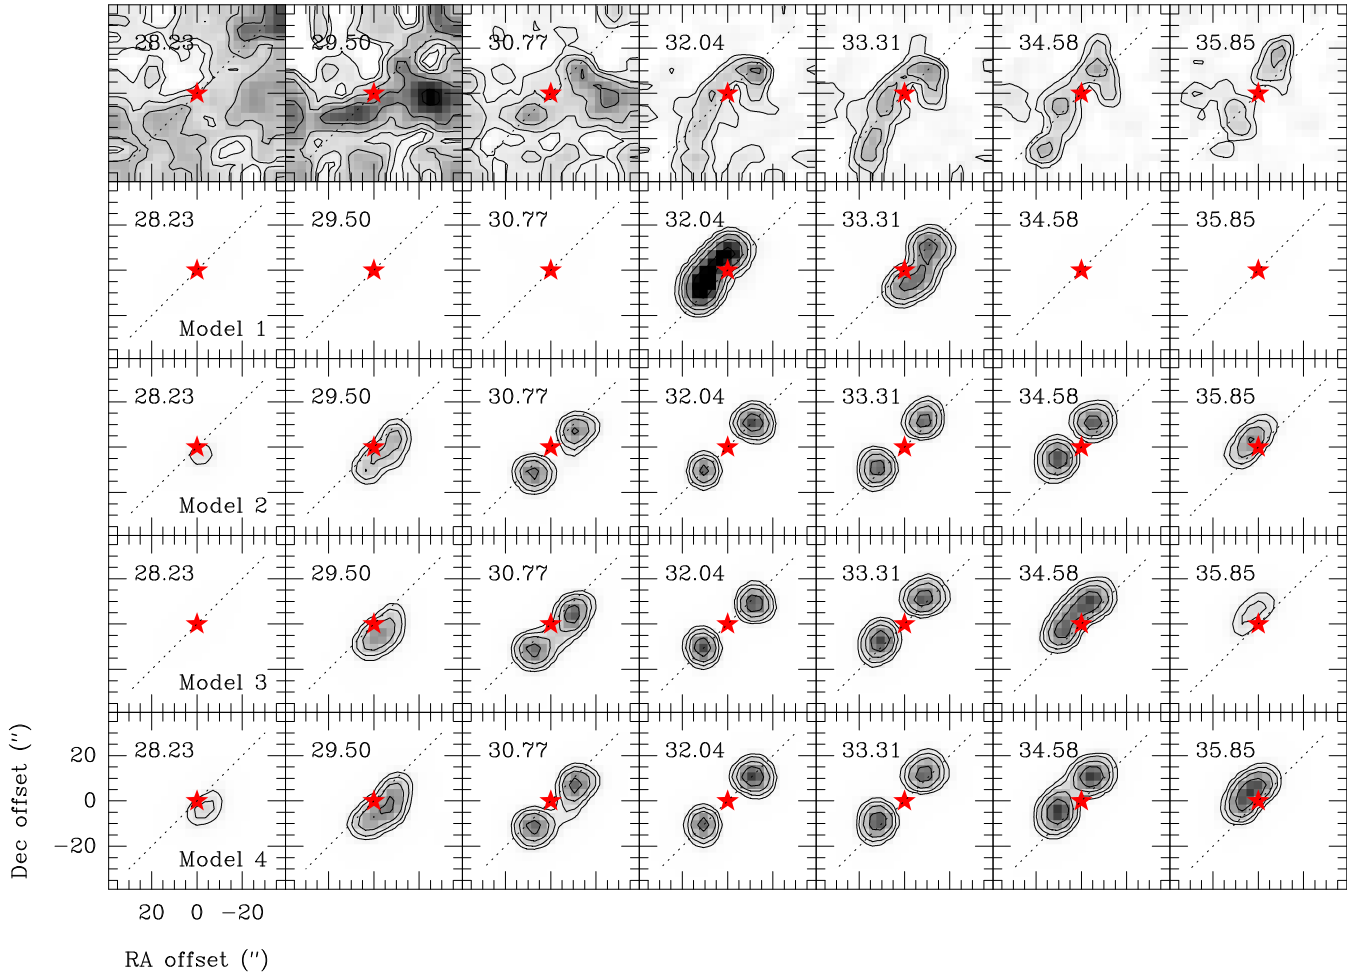 28.23 29.50 30.77 32.04 33.31 34.58 35.85
28.23 29.50 30.77 32.04 33.31 34.58 35.85
Model 1
28.23 29.50 30.77 32.04 33.31 34.58 35.85
Model 2
28.23 29.50 30.77 32.04 33.31 34.58 35.85
Model 3
28.23 29.50 30.77 32.04 33.31 34.58 35.85
Model 4
20
0
−20
Dec offset (″)
20 0 −20
RA offset (″)